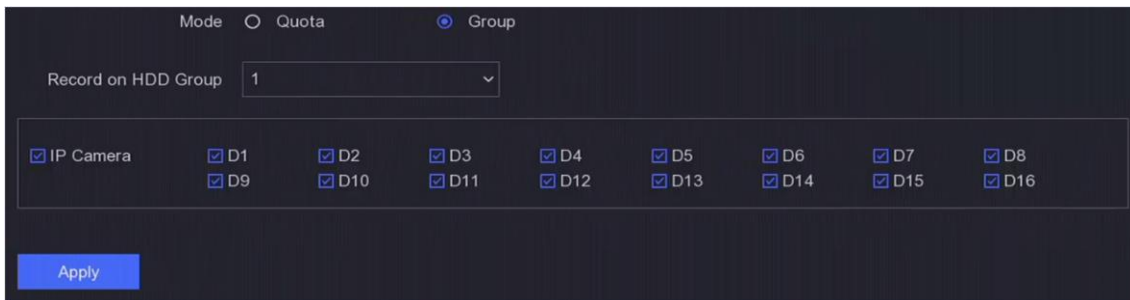 Mode Quota Group
Record on HDD Group 1
IP Camera D1 D2 D3 D4 D5 D6 D7 D8
D9 D10 D11 D12 D13 D14 D15 D16
Apply